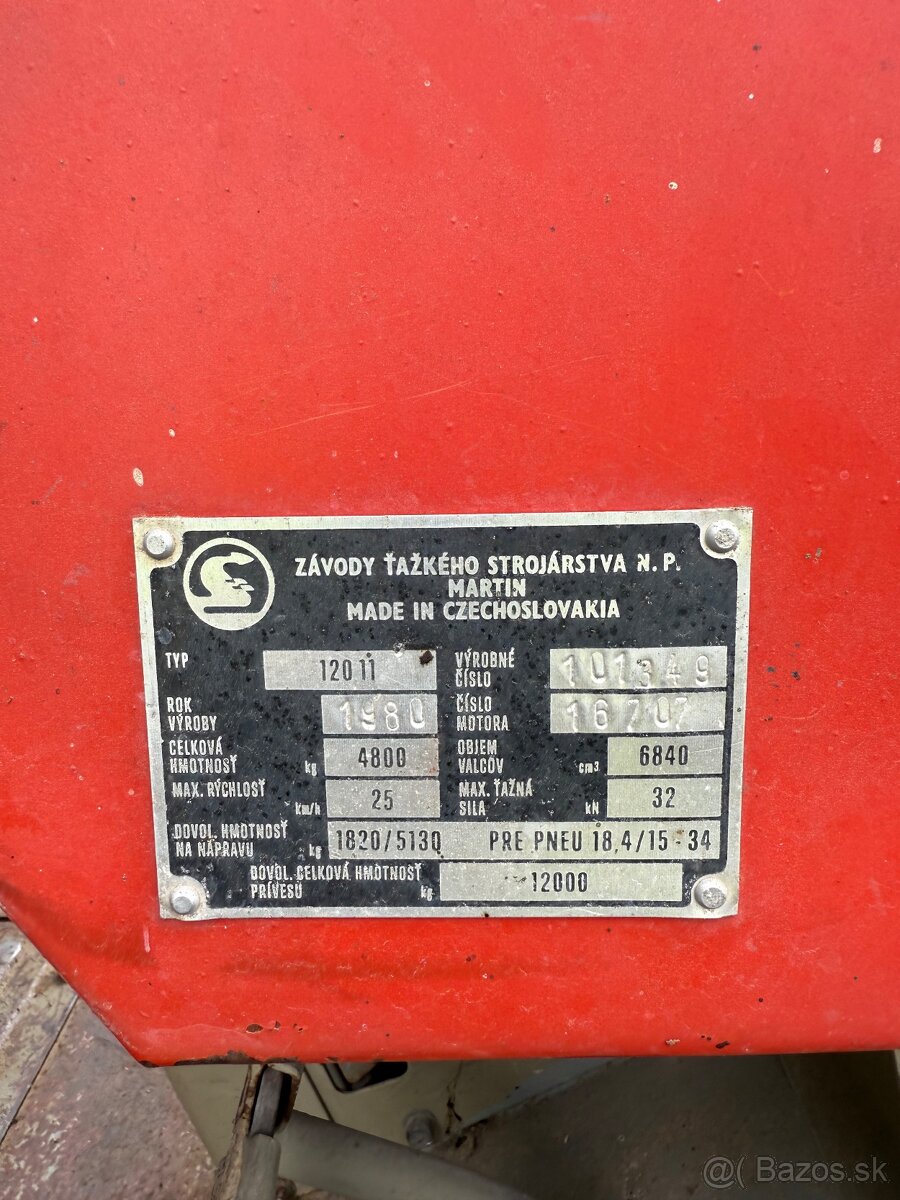 ZÁVODY ŤAŽKÉHO STROJÁRSTVA N. P.
MARTIN
MADE IN CZECHOSLOVAKIA
TYP 120 11
VÝROBNÉ ČÍSLO 101349
ROK VÝROBY 1980
ČÍSLO MOTORA 16707
CELKOVÁ HMOTNOSŤ kg 4800
OBJEM VALCOV cm³ 6840
MAX. RÝCHLOSŤ km/h 25
MAX. ŤAŽNÁ SILA kN 32
DOVOL. HMOTNOSŤ NA NÁPRAVU kg 1820/5130 PRE PNEU 18,4/15 - 34
DOVOL. CELKOVÁ HMOTNOSŤ PRÍVESU kg 12000
@( Bazos.sk